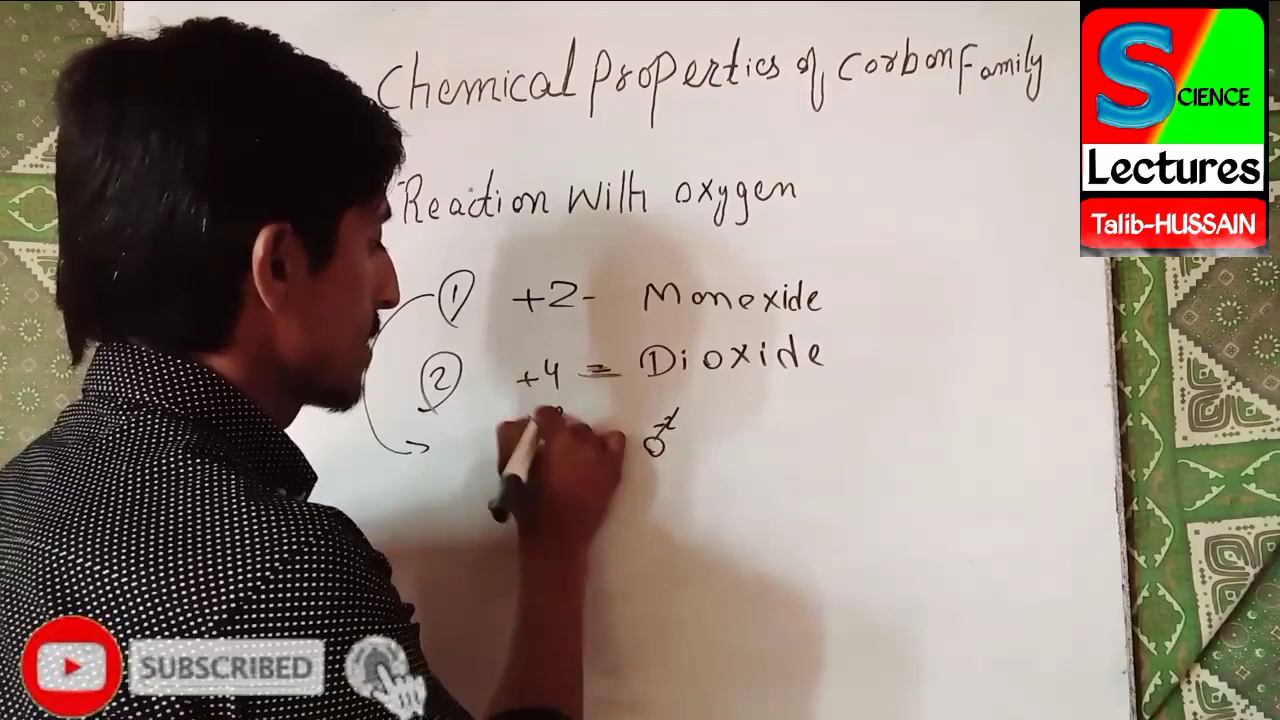 Chemical Properties of Carbon Family
Reaction With oxygen
1 +2- Monoxide
2 +4 = Dioxide
SCIENCE
Lectures
Talib-HUSSAIN
SUBSCRIBED